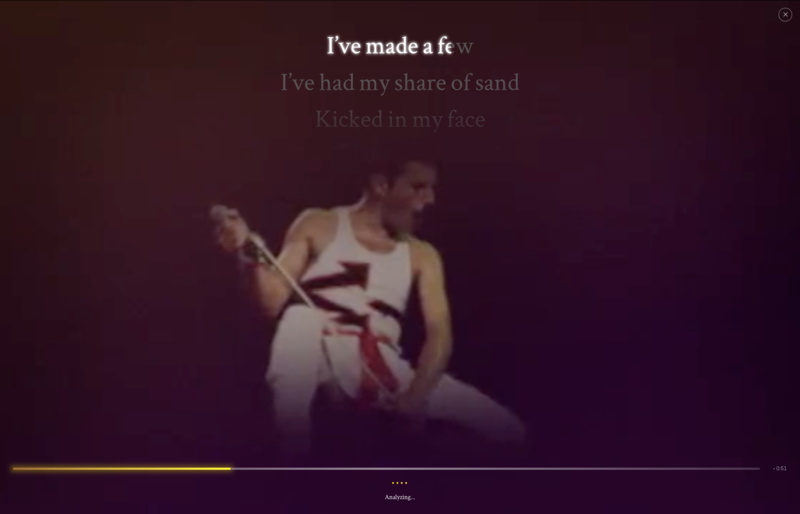 I've made a few
I've had my share of sand
Kicked in my face
- 0:51
Analyzing...